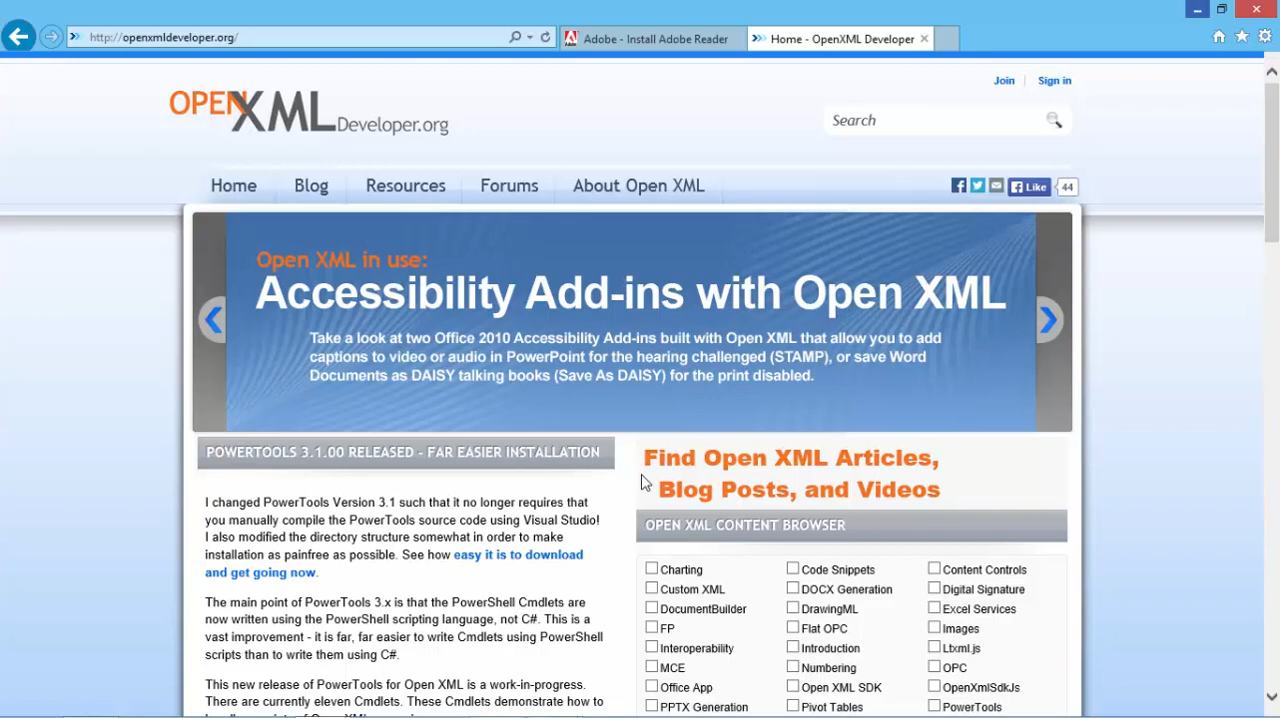 http://openxmldeveloper.org/
Adobe - Install Adobe Reader
Home - OpenXML Developer
Join
Sign in
OPENXMLDeveloper.org
Search
Home
Blog
Resources
Forums
About Open XML
Like
44
Open XML in use:
Accessibility Add-ins with Open XML
Take a look at two Office 2010 Accessibility Add-ins built with Open XML that allow you to add
captions to video or audio in PowerPoint for the hearing challenged (STAMP), or save Word
Documents as DAISY talking books (Save As DAISY) for the print disabled.
POWERTOOLS 3.1.00 RELEASED - FAR EASIER INSTALLATION
I changed PowerTools Version 3.1 such that it no longer requires that
you manually compile the PowerTools source code using Visual Studio!
I also modified the directory structure somewhat in order to make
installation as painfree as possible. See how easy it is to download
and get going now.
The main point of PowerTools 3.x is that the PowerShell Cmdlets are
now written using the PowerShell scripting language, not C#. This is a
vast improvement - it is far, far easier to write Cmdlets using PowerShell
scripts than to write them using C#.
This new release of PowerTools for Open XML is a work-in-progress.
There are currently eleven Cmdlets. These Cmdlets demonstrate how to
Find Open XML Articles,
Blog Posts, and Videos
OPEN XML CONTENT BROWSER
Charting
Code Snippets
Content Controls
Custom XML
DOCX Generation
Digital Signature
DocumentBuilder
DrawingML
Excel Services
FP
Flat OPC
Images
Interoperability
Introduction
Ltxml.js
MCE
Numbering
OPC
Office App
Open XML SDK
OpenXmlSdkJs
PPTX Generation
Pivot Tables
PowerTools